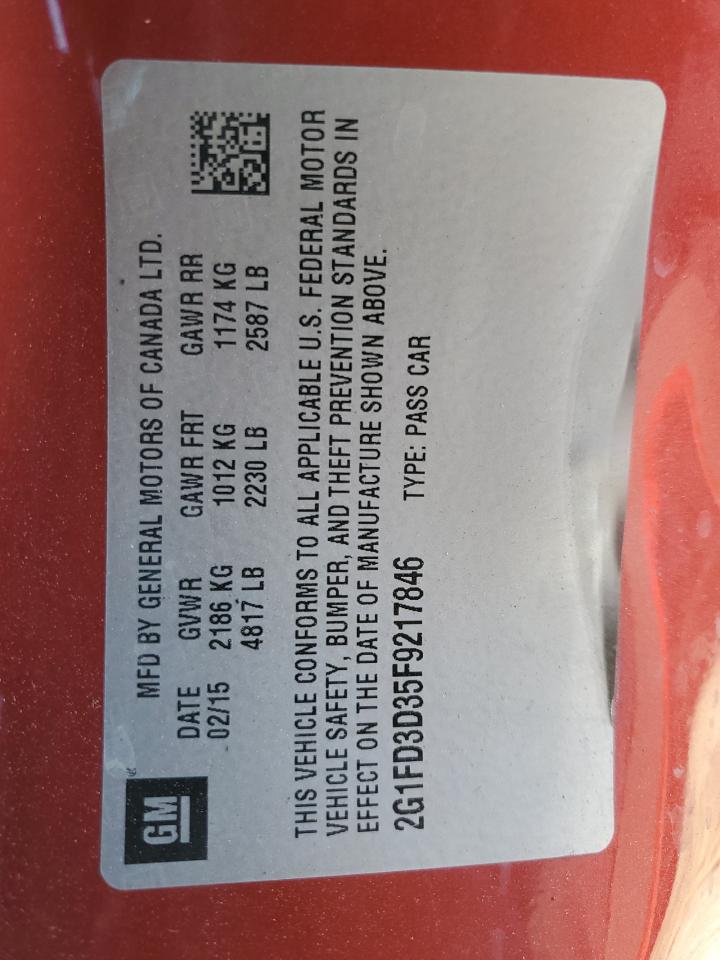 GM
MFD BY GENERAL MOTORS OF CANADA LTD.
DATE GVWR GAWR FRT GAWR RR
02/15 2186 KG 1012 KG 1174 KG
4817 LB 2230 LB 2587 LB
THIS VEHICLE CONFORMS TO ALL APPLICABLE U.S. FEDERAL MOTOR
VEHICLE SAFETY, BUMPER, AND THEFT PREVENTION STANDARDS IN
EFFECT ON THE DATE OF MANUFACTURE SHOWN ABOVE.
2G1FD3D35F9217846 TYPE: PASS CAR